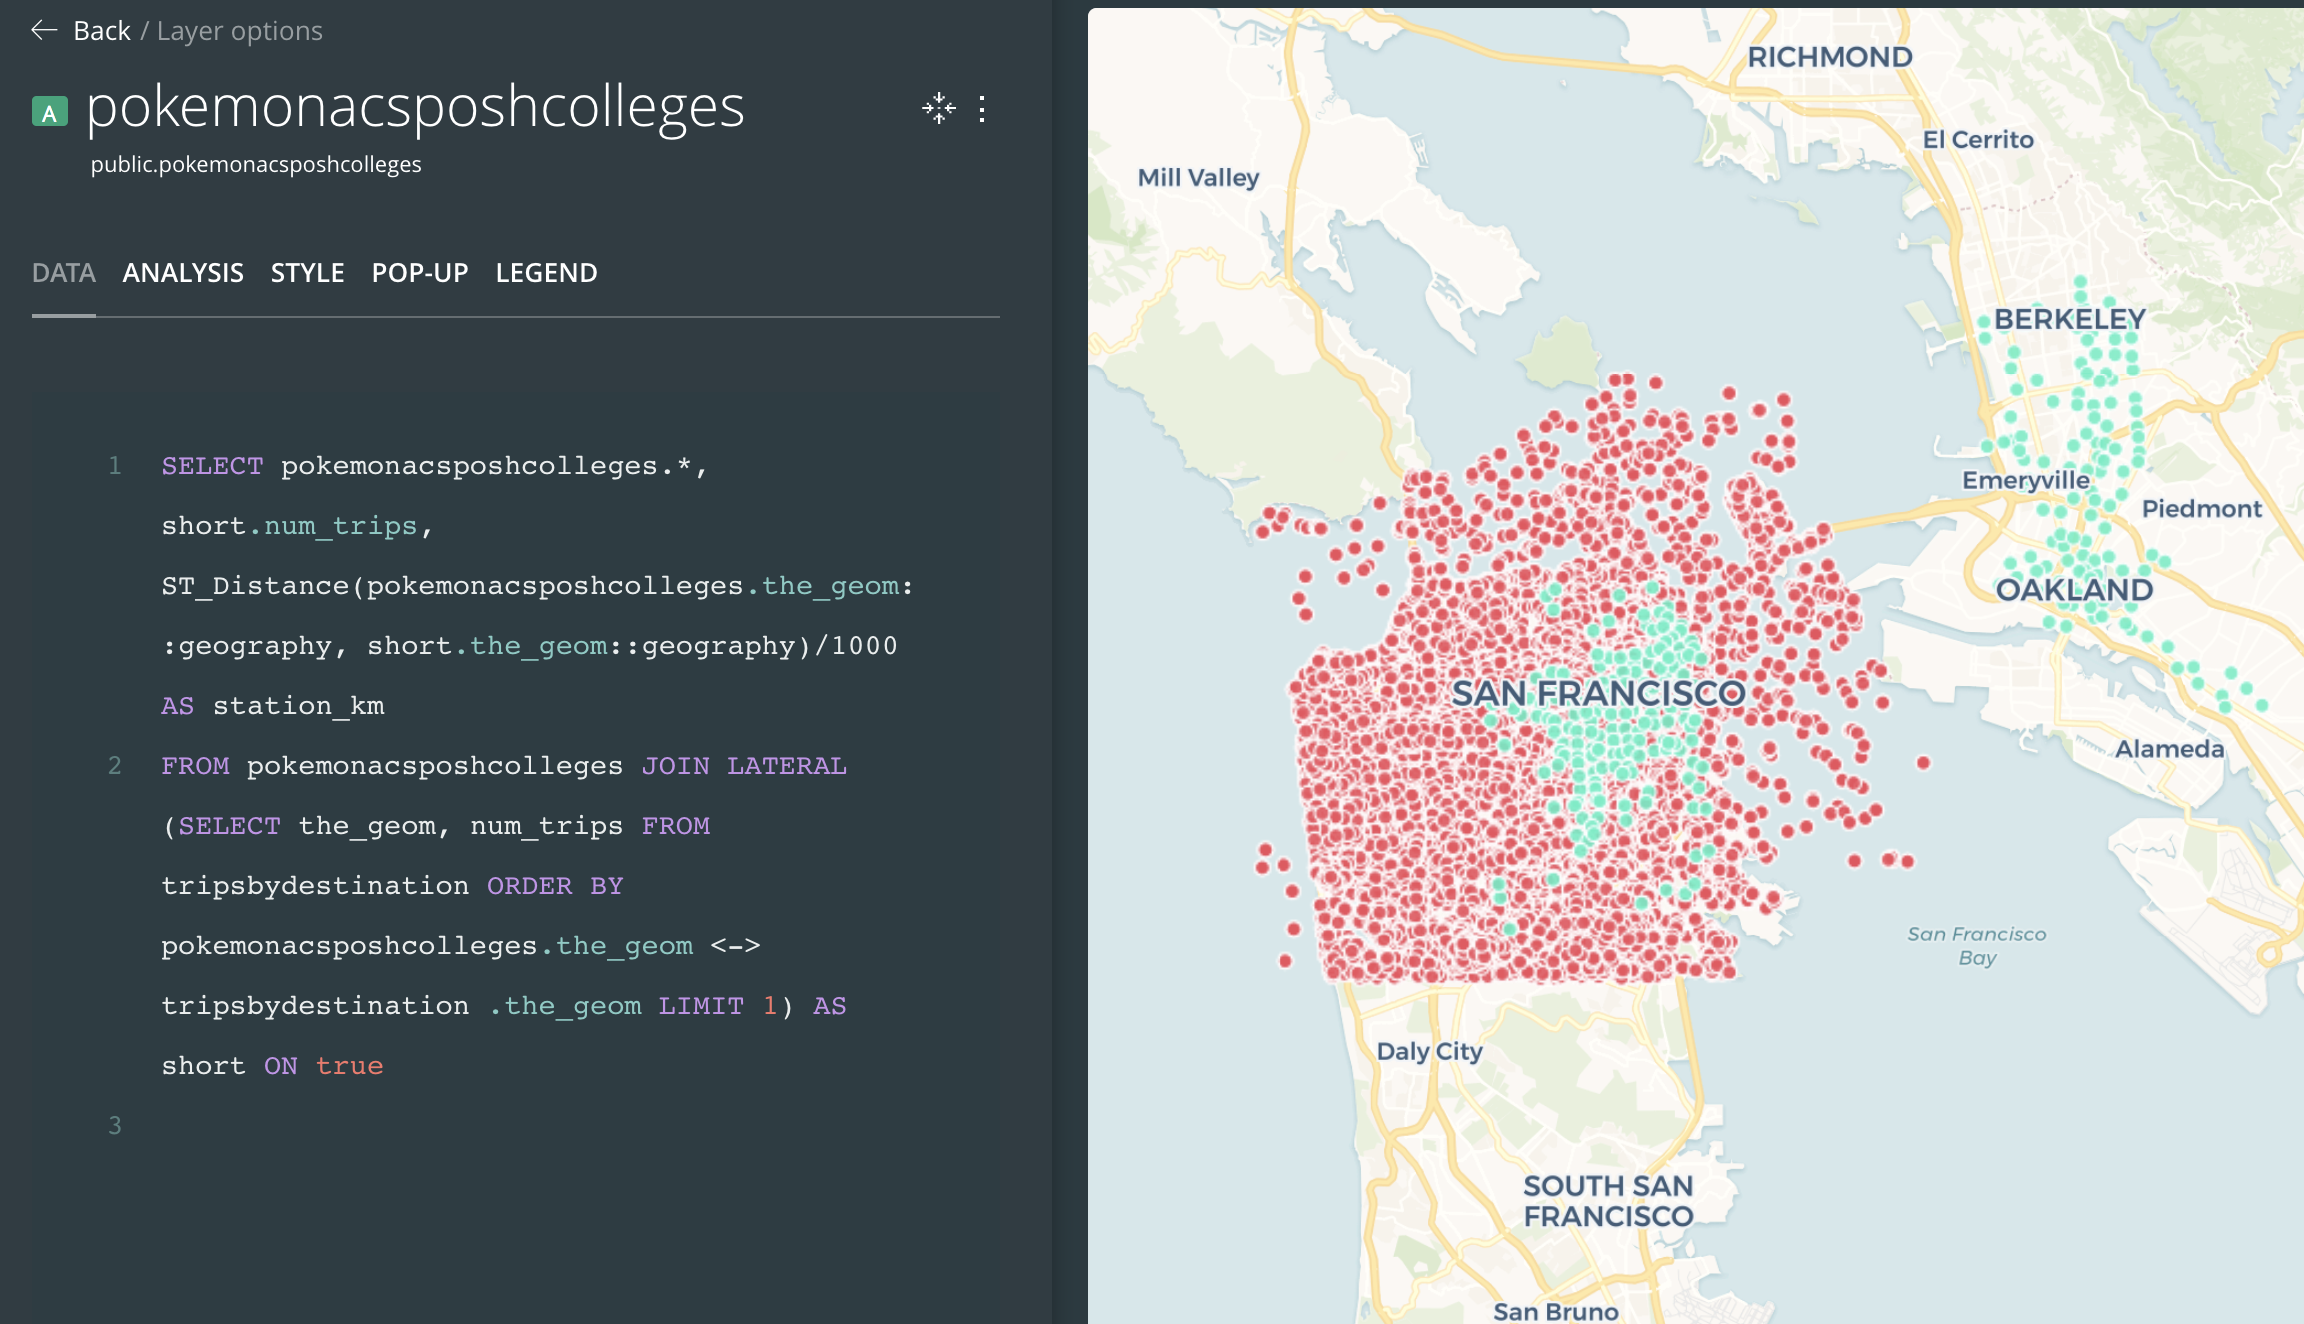 Back / Layer options
A pokemonacsposhcolleges
public.pokemonacsposhcolleges
DATA ANALYSIS STYLE POP-UP LEGEND
1 SELECT pokemonacsposhcolleges.*,
short.num_trips,
ST_Distance(pokemonacsposhcolleges.the_geom:
:geography, short.the_geom::geography)/1000
AS station_km
2 FROM pokemonacsposhcolleges JOIN LATERAL
(SELECT the_geom, num_trips FROM
tripsbydestination ORDER BY
pokemonacsposhcolleges.the_geom <->
tripsbydestination .the_geom LIMIT 1) AS
short ON true
3
RICHMOND
El Cerrito
Mill Valley
BERKELEY
Emeryville
Piedmont
OAKLAND
SAN FRANCISCO
Alameda
San Francisco
Bay
Daly City
SOUTH SAN
FRANCISCO
San Bruno